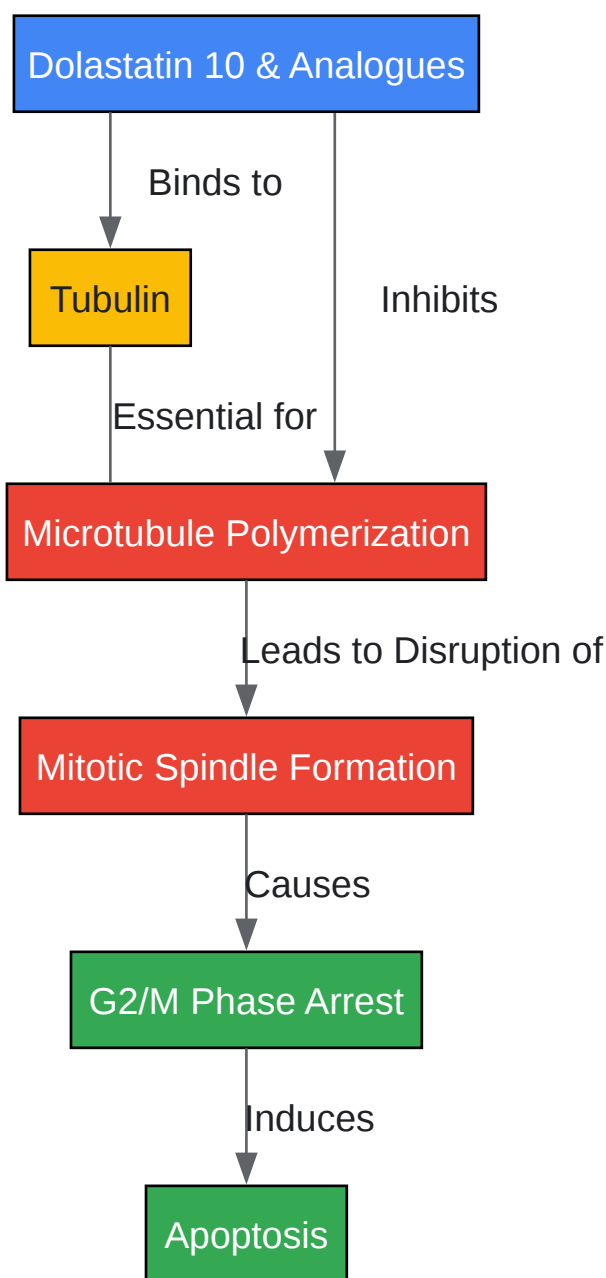 Dolastatin 10 & Analogues
Binds to
Tubulin
Inhibits
Essential for
Microtubule Polymerization
Leads to Disruption of
Mitotic Spindle Formation
Causes
G2/M Phase Arrest
Induces
Apoptosis